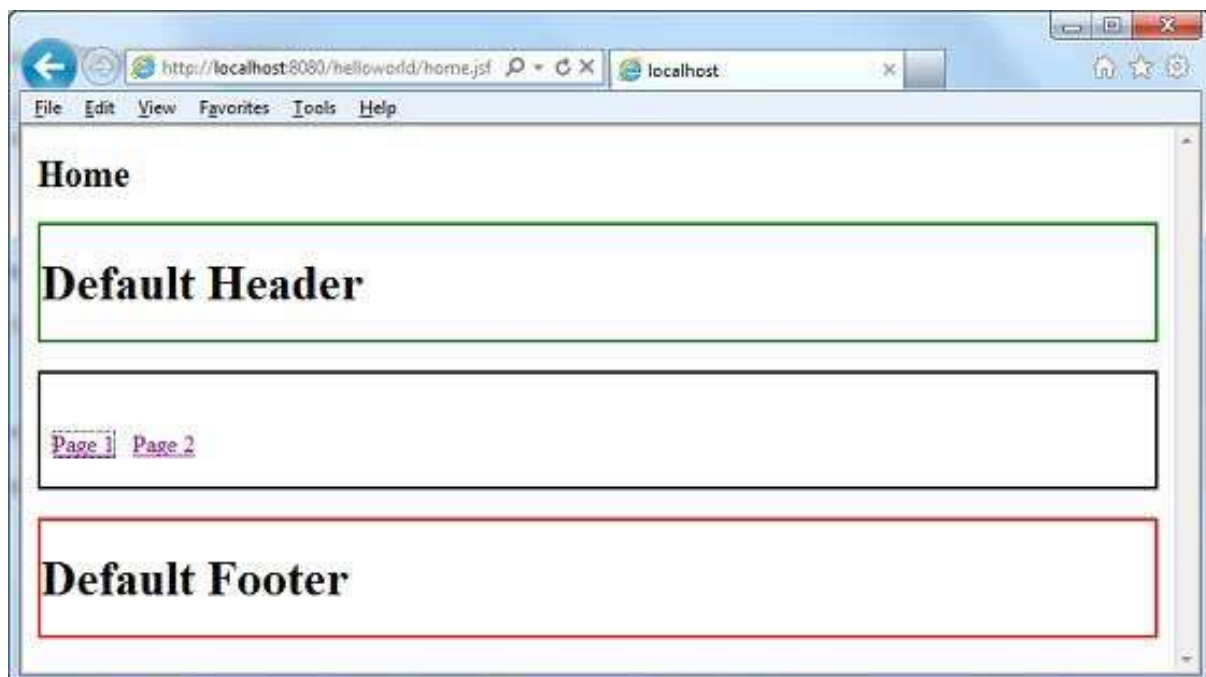 http://localhost:8080/helloworld/home.jsf
localhost
File Edit View Favorites Tools Help
Home
Default Header
Page 1 Page 2
Default Footer